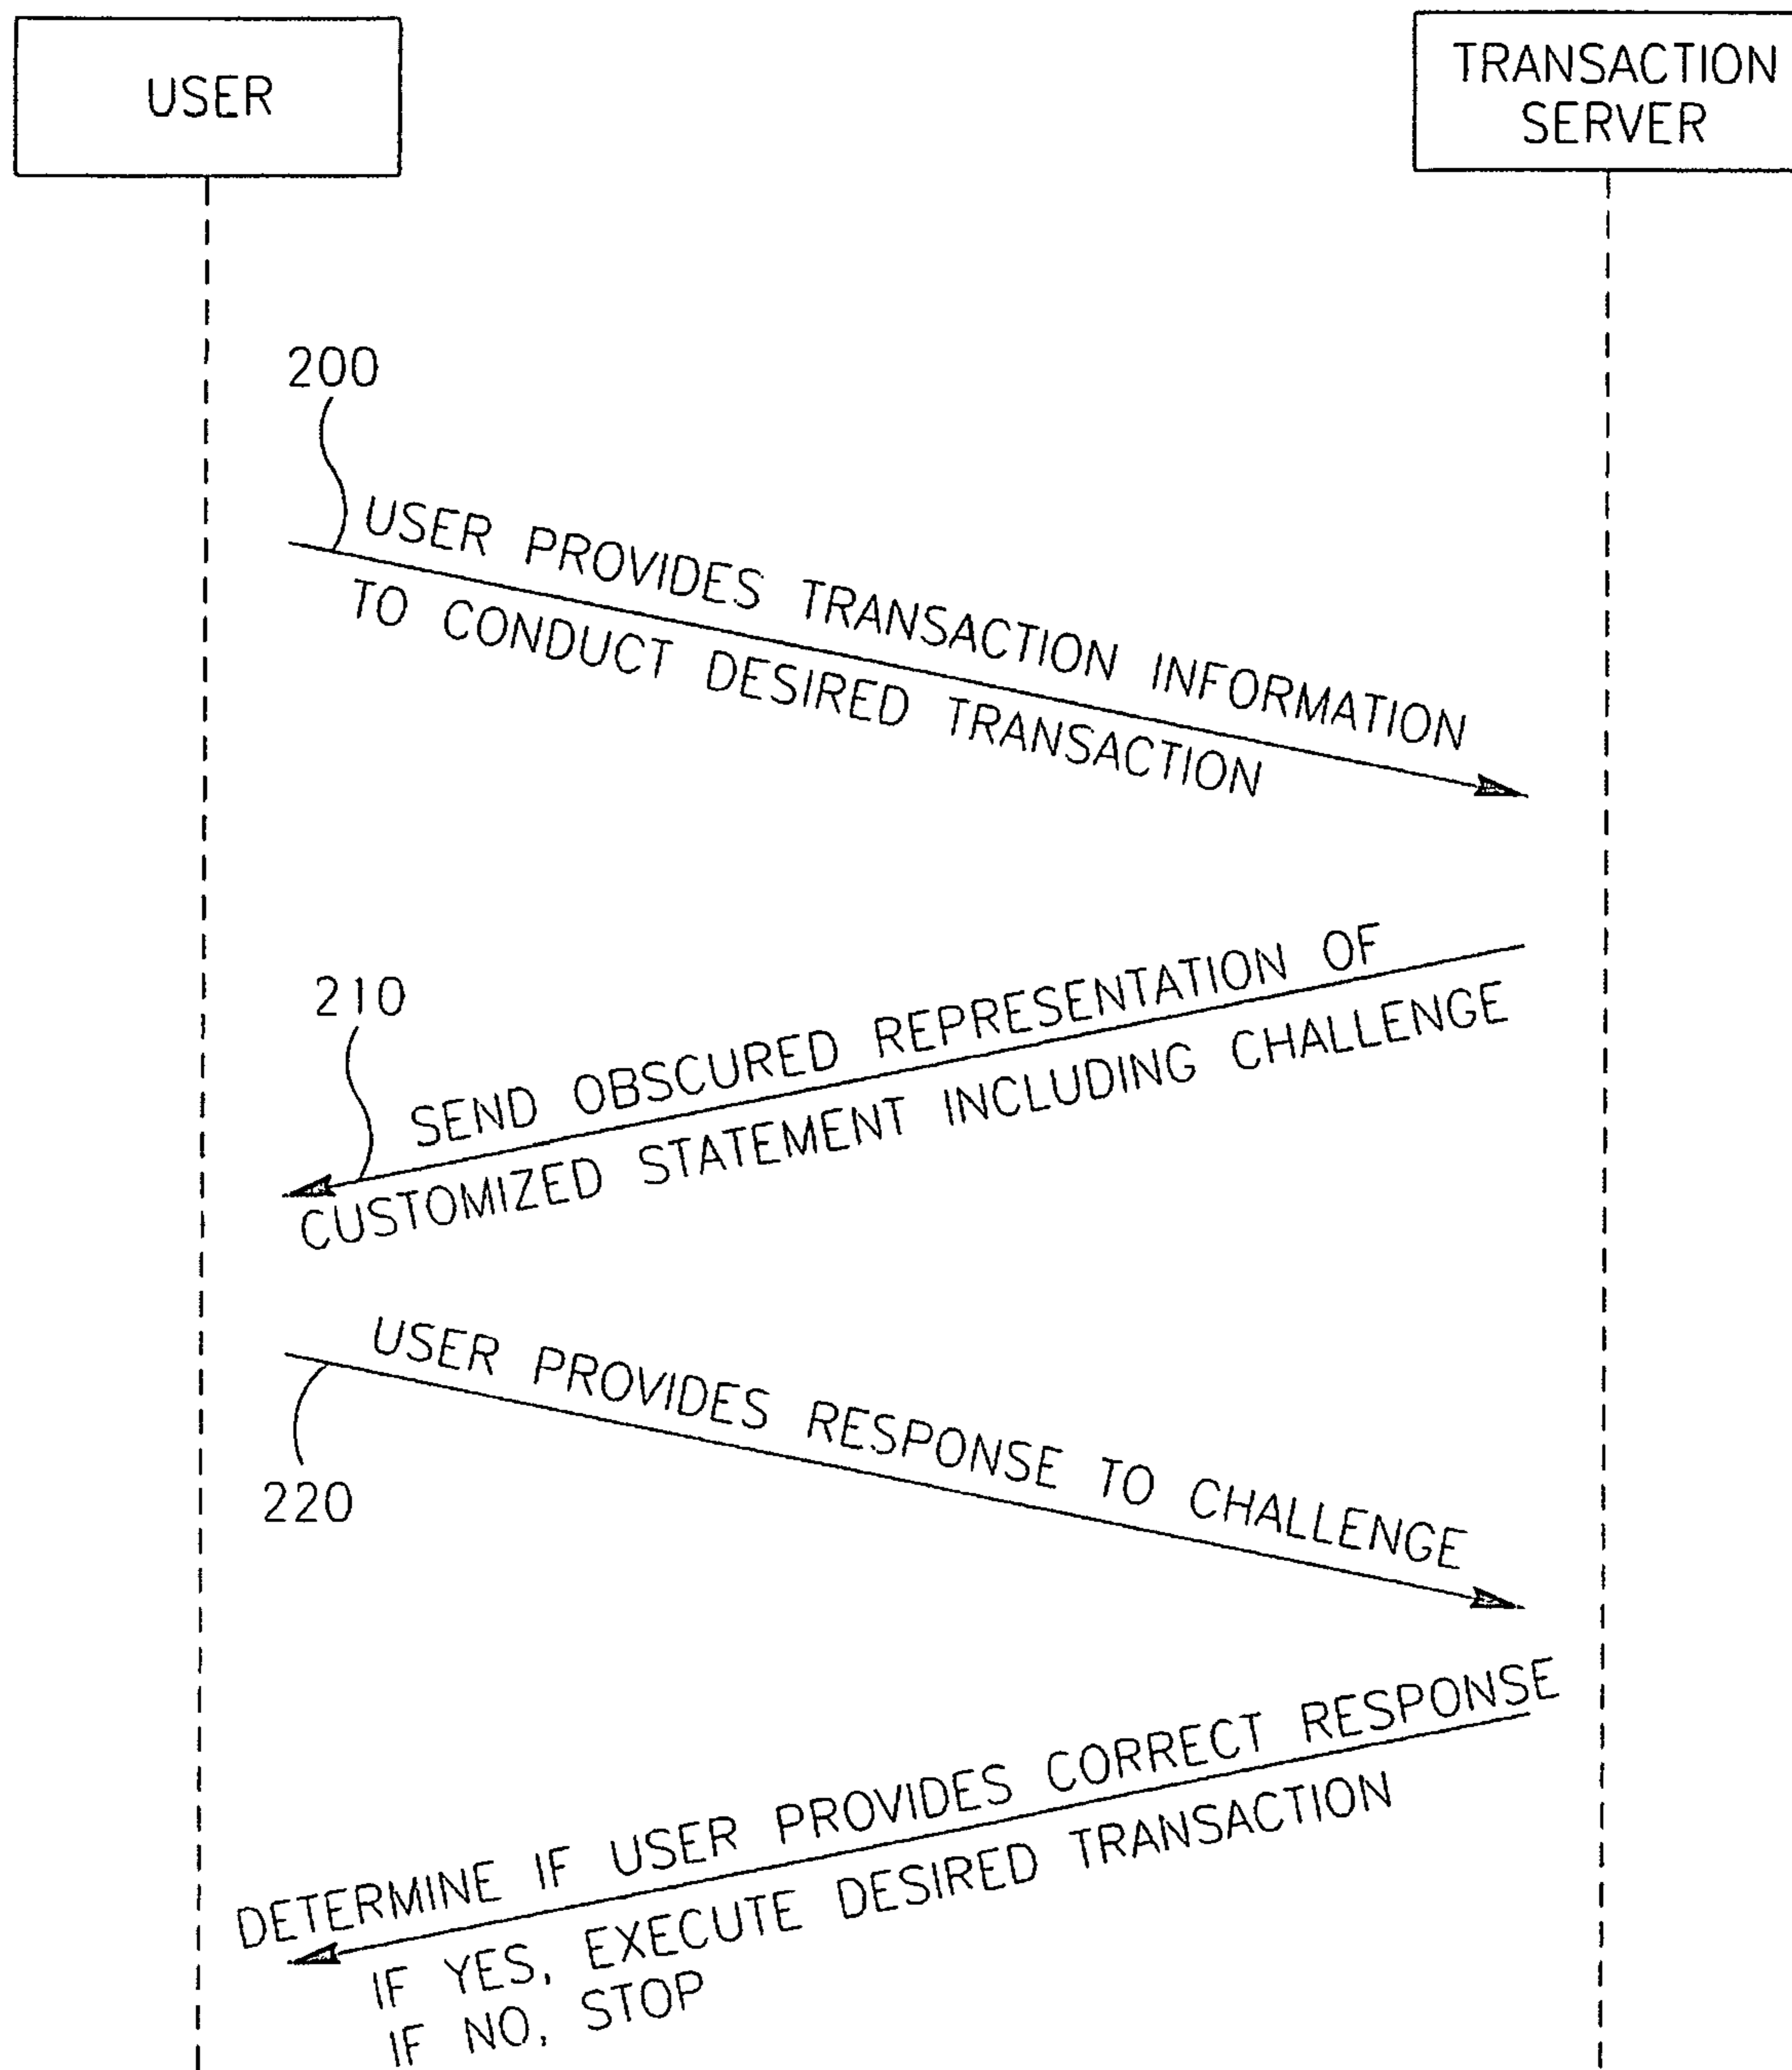 USER
TRANSACTION
SERVER
200
USER PROVIDES TRANSACTION INFORMATION
TO CONDUCT DESIRED TRANSACTION
210
SEND OBSCURED REPRESENTATION OF
CUSTOMIZED STATEMENT INCLUDING CHALLENGE
USER PROVIDES RESPONSE TO CHALLENGE
220
DETERMINE IF USER PROVIDES CORRECT RESPONSE
IF YES, EXECUTE DESIRED TRANSACTION
IF NO, STOP